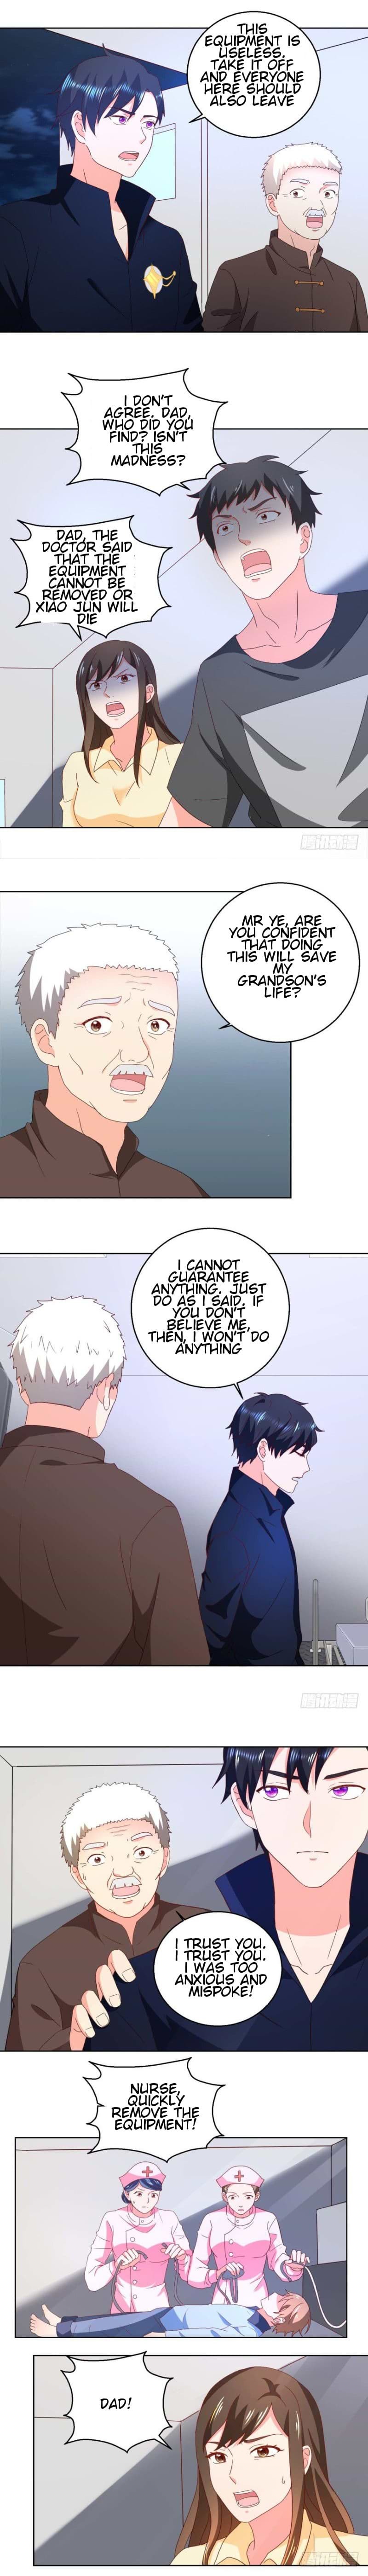 THIS
EQUIPMENT IS
USELESS.
TAKE IT OFF
AND EVERYONE
HERE SHOULD
ALSO LEAVE
I DON'T
AGREE. DAD,
WHO DID YOU
FIND? ISN'T
THIS
MADNESS?
DAD, THE
DOCTOR SAID
THAT THE
EQUIPMENT
CANNOT BE
REMOVED OR
XIAO JUN WILL
DIE
MR YE, ARE
YOU CONFIDENT
THAT DOING
THIS WILL SAVE
MY
GRANDSON'S
LIFE?
I CANNOT
GUARANTEE
ANYTHING. JUST
DO AS I SAID. IF
YOU DON'T
BELIEVE ME,
THEN, I WON'T DO
ANYTHING
I TRUST YOU.
I TRUST YOU.
I WAS TOO
ANXIOUS AND
MISPOKE!
NURSE,
QUICKLY
REMOVE THE
EQUIPMENT!
DAD!